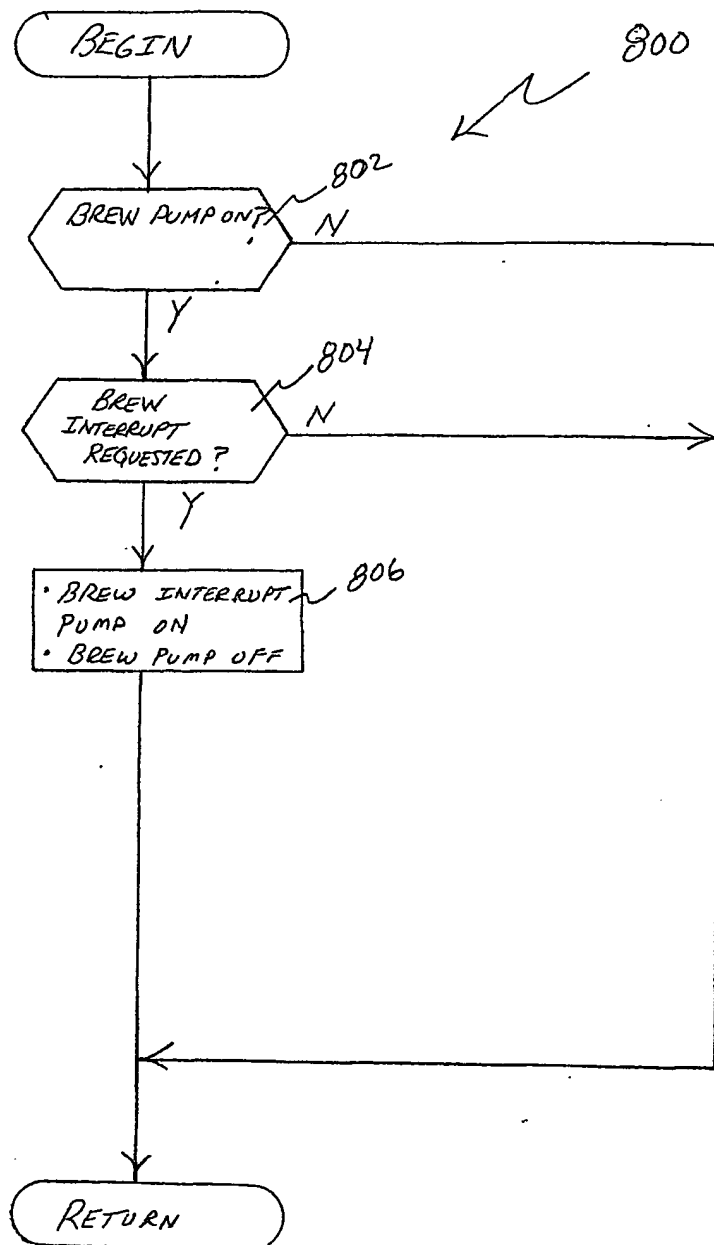 BEGIN
800
802
BREW PUMP ON?
N
Y
804
BREW
INTERRUPT
REQUESTED?
N
Y
806
• BREW INTERRUPT
PUMP ON
• BREW PUMP OFF
RETURN